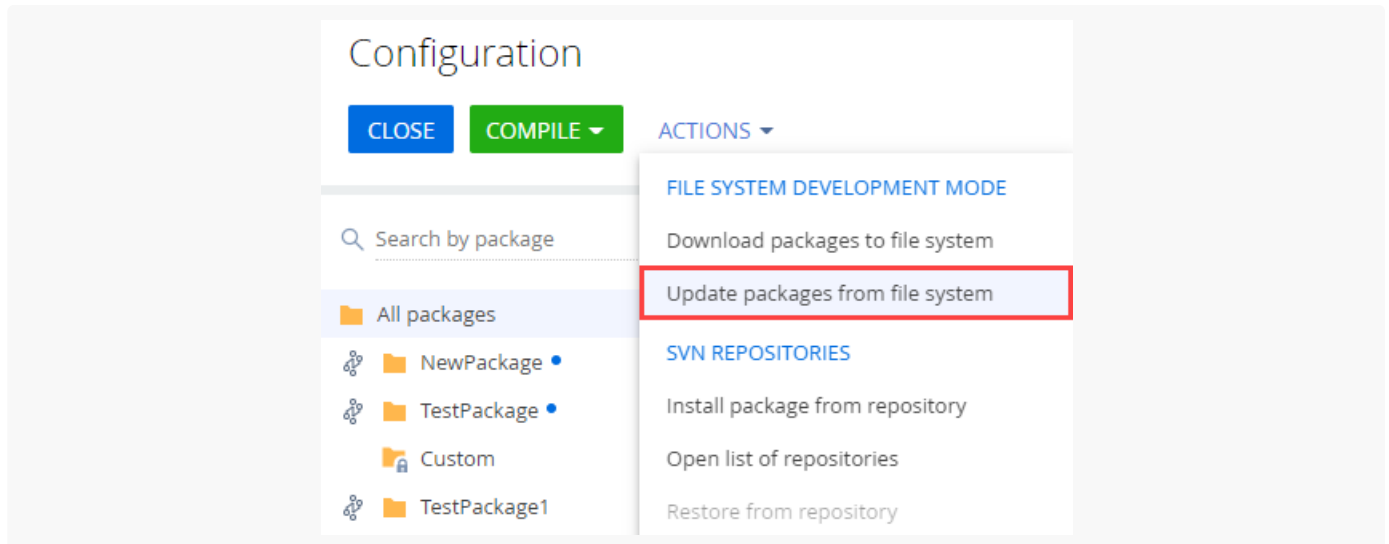 Configuration
CLOSE
COMPILE
ACTIONS
FILE SYSTEM DEVELOPMENT MODE
Search by package
Download packages to file system
Update packages from file system
All packages
SVN REPOSITORIES
NewPackage
Install package from repository
TestPackage
Custom
Open list of repositories
TestPackage1
Restore from repository